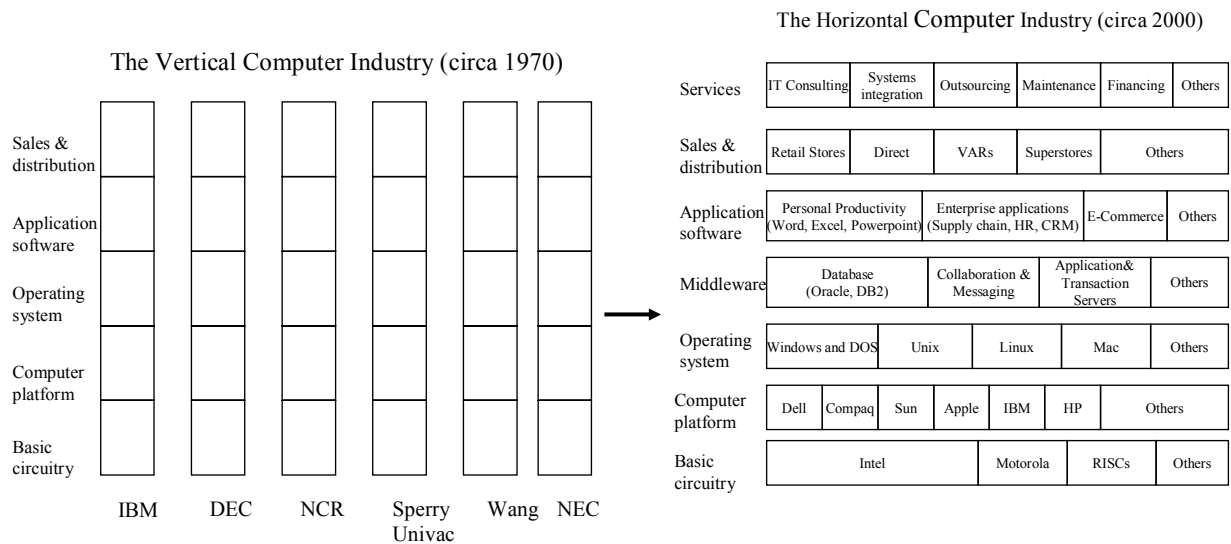 The Vertical Computer Industry (circa 1970)
Sales &
distribution
Application
software
Operating
system
Computer
platform
Basic
circuitry
IBM
DEC
NCR
Sperry
Univac
Wang
NEC
The Horizontal Computer Industry (circa 2000)
Services
IT Consulting
Systems
integration
Outsourcing
Maintenance
Financing
Others
Sales &
distribution
Retail Stores
Direct
VARs
Superstores
Others
Application
software
Personal Productivity
(Word, Excel, Powerpoint)
Enterprise applications
(Supply chain, HR, CRM)
E-Commerce
Others
Middleware
Database
(Oracle, DB2)
Collaboration &
Messaging
Application&
Transaction
Servers
Others
Operating
system
Windows and DOS
Unix
Linux
Mac
Others
Computer
platform
Dell
Compaq
Sun
Apple
IBM
HP
Others
Basic
circuitry
Intel
Motorola
RISCs
Others